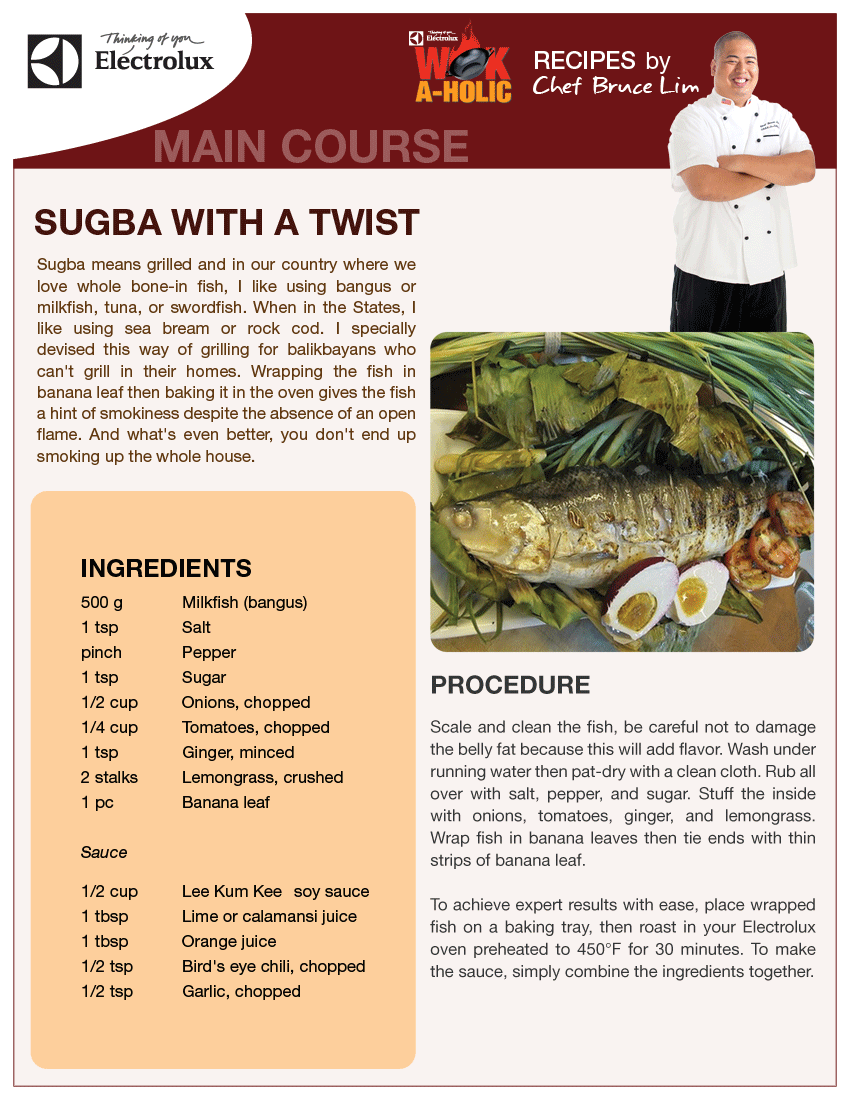 Thinking of you
Electrolux
Thinking of you
Electrolux
WOK
A-HOLIC
RECIPES by
Chef Bruce Lim
MAIN COURSE
SUGBA WITH A TWIST
Sugba means grilled and in our country where we
love whole bone-in fish, I like using bangus or
milkfish, tuna, or swordfish. When in the States, I
like using sea bream or rock cod. I specially
devised this way of grilling for balikbayans who
can't grill in their homes. Wrapping the fish in
banana leaf then baking it in the oven gives the fish
a hint of smokiness despite the absence of an open
flame. And what's even better, you don't end up
smoking up the whole house.
INGREDIENTS
500 g Milkfish (bangus)
1 tsp Salt
pinch Pepper
1 tsp Sugar
1/2 cup Onions, chopped
1/4 cup Tomatoes, chopped
1 tsp Ginger, minced
2 stalks Lemongrass, crushed
1 pc Banana leaf
Sauce
1/2 cup Lee Kum Kee soy sauce
1 tbsp Lime or calamansi juice
1 tbsp Orange juice
1/2 tsp Bird's eye chili, chopped
1/2 tsp Garlic, chopped
PROCEDURE
Scale and clean the fish, be careful not to damage
the belly fat because this will add flavor. Wash under
running water then pat-dry with a clean cloth. Rub all
over with salt, pepper, and sugar. Stuff the inside
with onions, tomatoes, ginger, and lemongrass.
Wrap fish in banana leaves then tie ends with thin
strips of banana leaf.
To achieve expert results with ease, place wrapped
fish on a baking tray, then roast in your Electrolux
oven preheated to 450°F for 30 minutes. To make
the sauce, simply combine the ingredients together.